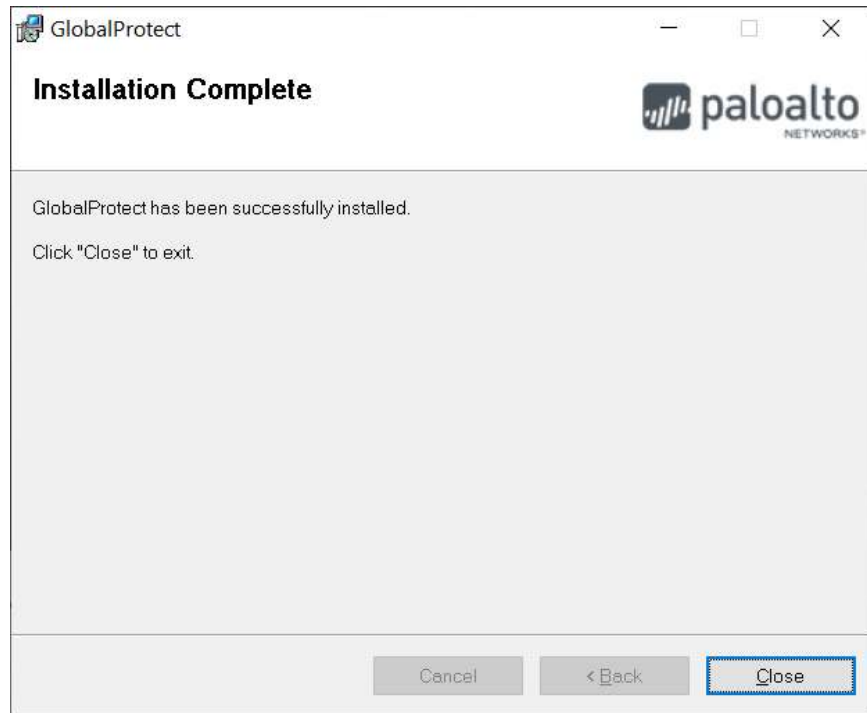 GlobalProtect
Installation Complete
paloalto
NETWORKS®
GlobalProtect has been successfully installed.
Click "Close" to exit.
Cancel
< Back
Close